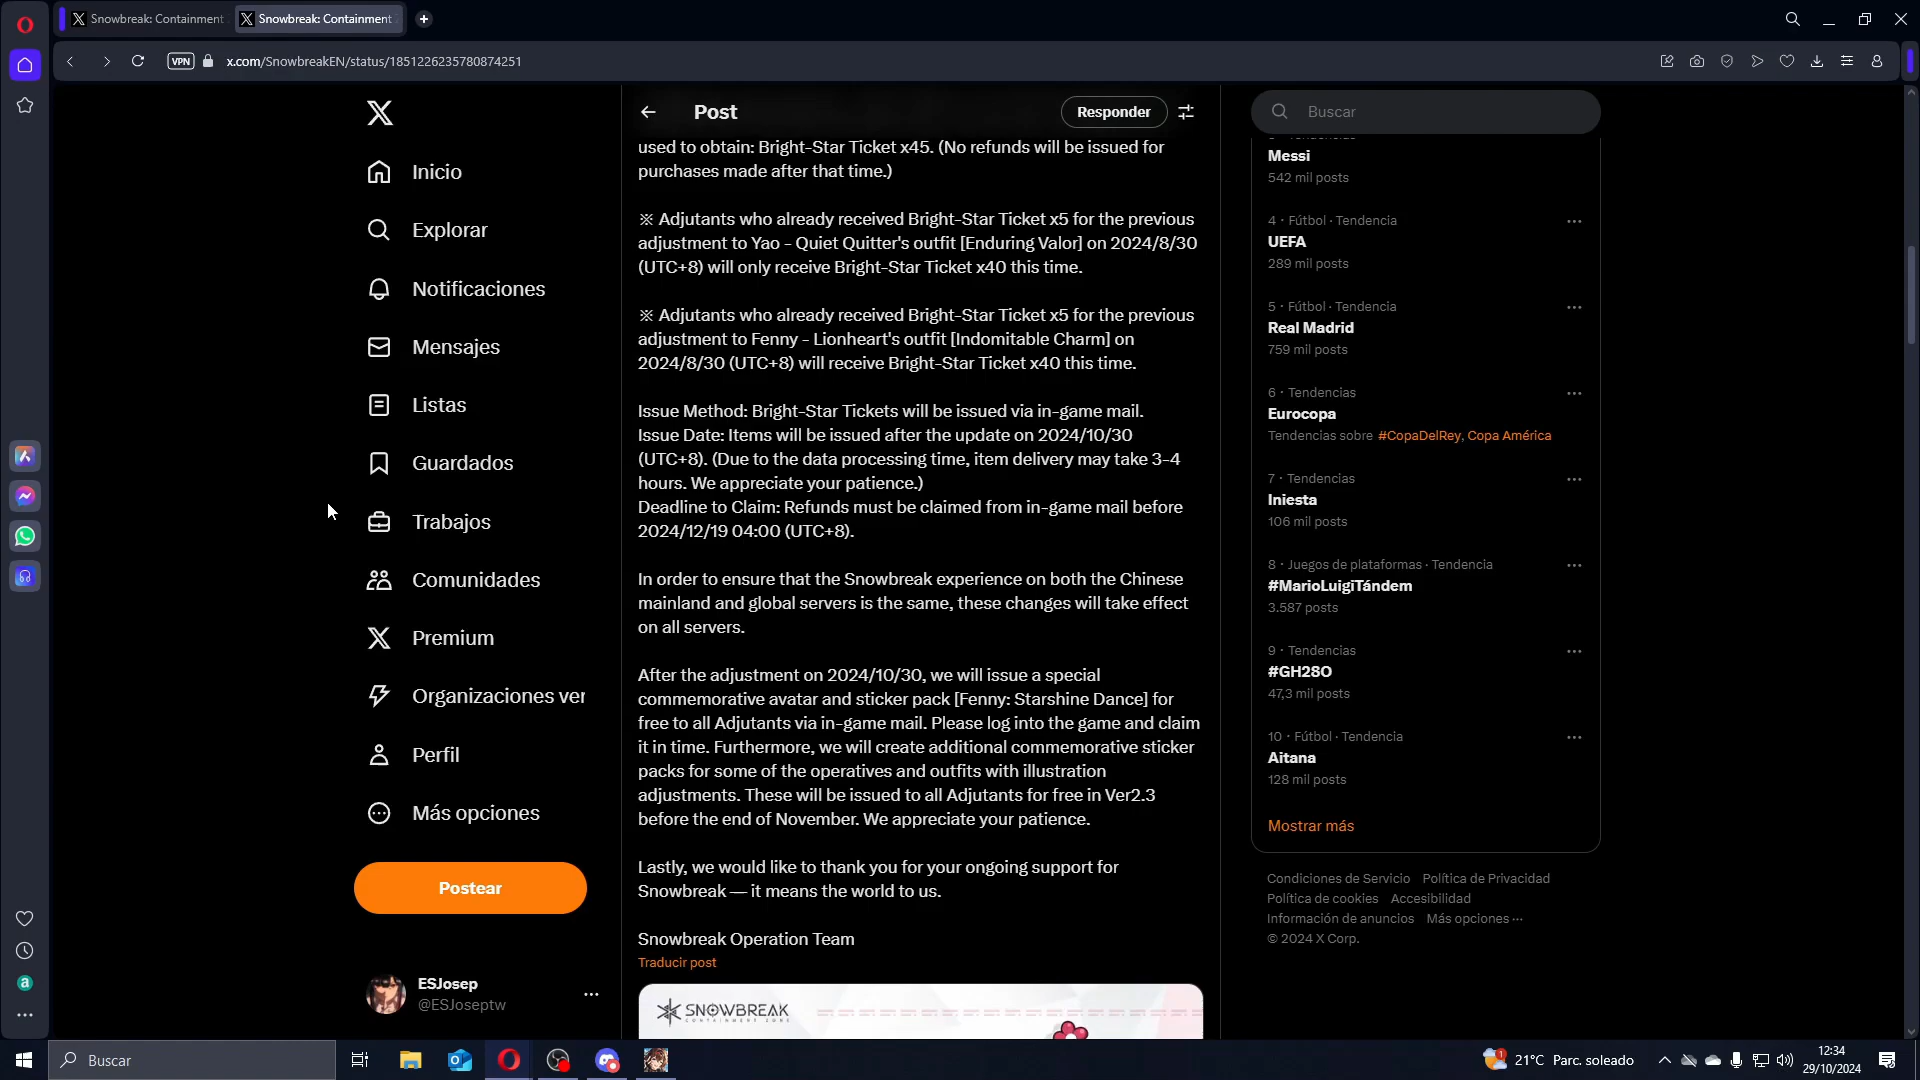 Snowbreak: Containment
Snowbreak: Containment
VPN
x.com/SnowbreakEN/status/1851226235780874251
Inicio
Explorar
Notificaciones
Mensajes
Listas
Guardados
Trabajos
Comunidades
Premium
Organizaciones ver
Perfil
Más opciones
Postear
ESJosep
@ESJoseptw
Post
Responder
used to obtain: Bright-Star Ticket x45. (No refunds will be issued for
purchases made after that time.)
※ Adjutants who already received Bright-Star Ticket x5 for the previous
adjustment to Yao - Quiet Quitter's outfit [Enduring Valor] on 2024/8/30
(UTC+8) will only receive Bright-Star Ticket x40 this time.
※ Adjutants who already received Bright-Star Ticket x5 for the previous
adjustment to Fenny - Lionheart's outfit [Indomitable Charm] on
2024/8/30 (UTC+8) will receive Bright-Star Ticket x40 this time.
Issue Method: Bright-Star Tickets will be issued via in-game mail.
Issue Date: Items will be issued after the update on 2024/10/30
(UTC+8). (Due to the data processing time, item delivery may take 3-4
hours. We appreciate your patience.)
Deadline to Claim: Refunds must be claimed from in-game mail before
2024/12/19 04:00 (UTC+8).
In order to ensure that the Snowbreak experience on both the Chinese
mainland and global servers is the same, these changes will take effect
on all servers.
After the adjustment on 2024/10/30, we will issue a special
commemorative avatar and sticker pack [Fenny: Starshine Dance] for
free to all Adjutants via in-game mail. Please log into the game and claim
it in time. Furthermore, we will create additional commemorative sticker
packs for some of the operatives and outfits with illustration
adjustments. These will be issued to all Adjutants for free in Ver2.3
before the end of November. We appreciate your patience.
Lastly, we would like to thank you for your ongoing support for
Snowbreak — it means the world to us.
Snowbreak Operation Team
Traducir post
SNOWBREAK
CONTAINMENT ZONE
Buscar
Messi
542 mil posts
4 · Fútbol · Tendencia
UEFA
289 mil posts
5 · Fútbol · Tendencia
Real Madrid
759 mil posts
6 · Tendencias
Eurocopa
Tendencias sobre #CopaDelRey, Copa América
7 · Tendencias
Iniesta
106 mil posts
8 · Juegos de plataformas · Tendencia
#MarioLuigiTándem
3.587 posts
9 · Tendencias
#GH28O
47,3 mil posts
10 · Fútbol · Tendencia
Aitana
128 mil posts
Mostrar más
Condiciones de Servicio Política de Privacidad
Política de cookies Accesibilidad
Información de anuncios Más opciones ···
© 2024 X Corp.
Buscar
1
21°C Parc. soleado
12:34
29/10/2024